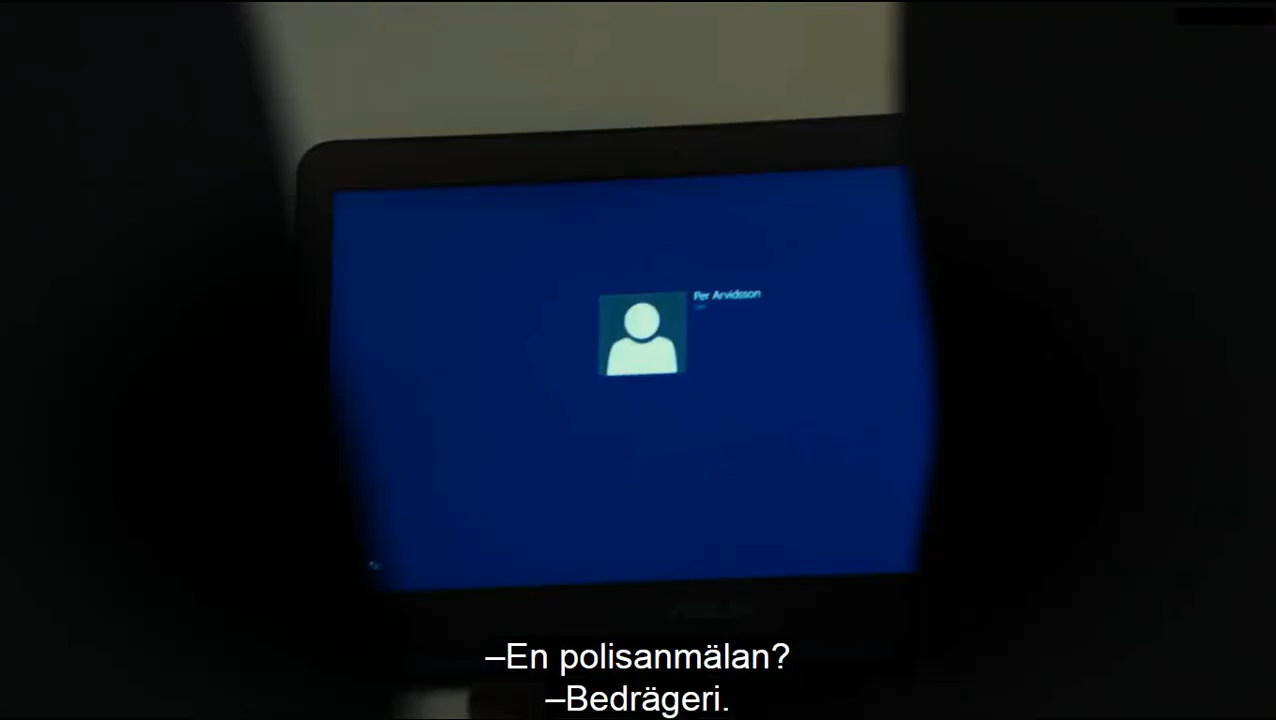 Per Arvidsson
–En polisanmälan?
–Bedrägeri.